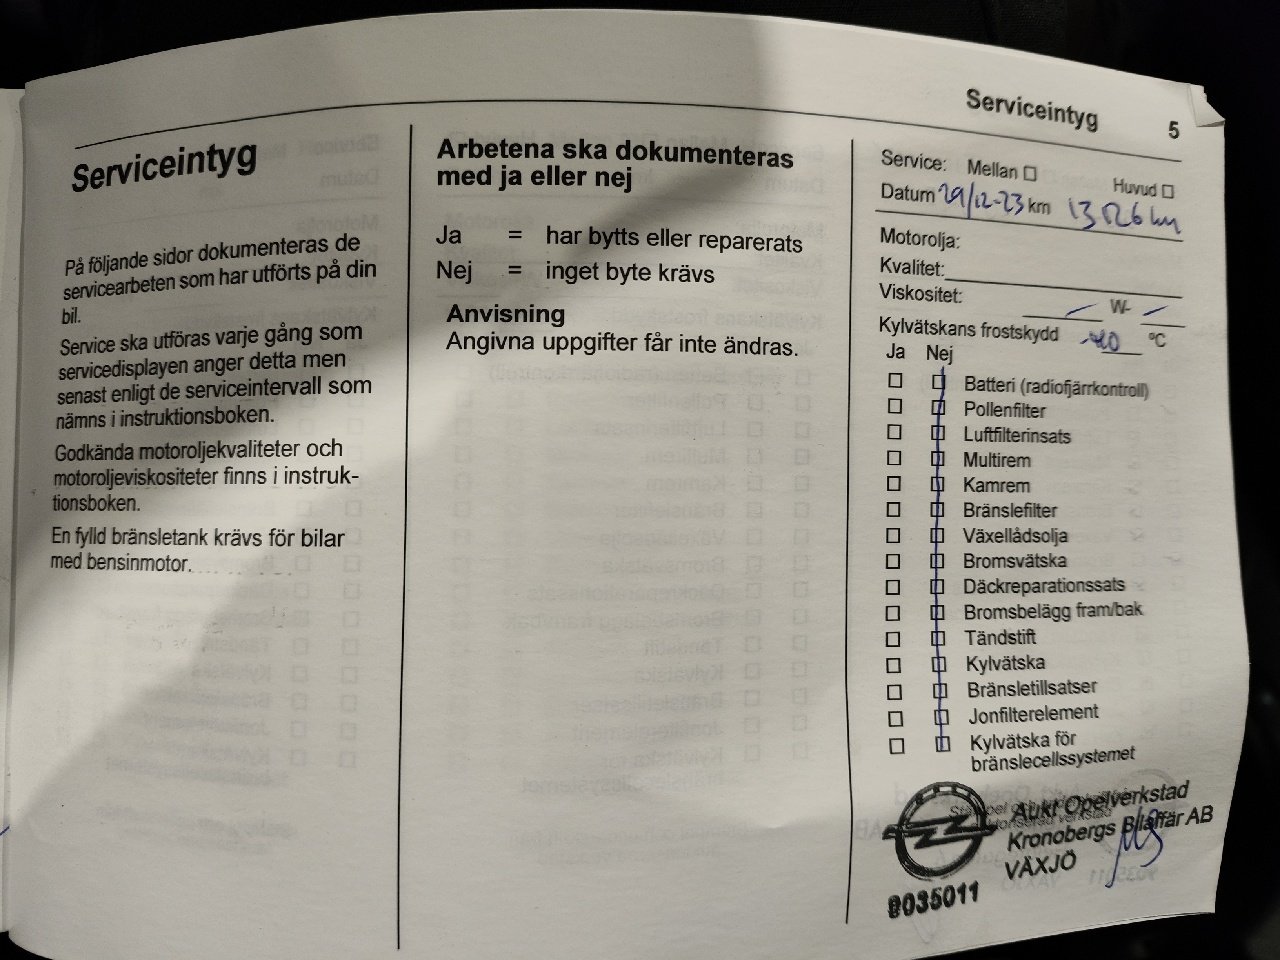 Serviceintyg 5
Serviceintyg
På följande sidor dokumenteras de
servicearbeten som har utförts på din
bil.
Service ska utföras varje gång som
servicedisplayen anger detta men
senast enligt de serviceintervall som
nämns i instruktionsboken.
Godkända motoroljekvaliteter och
motoroljeviskositeter finns i instruk-
tionsboken.
En fylld bränsletank krävs för bilar
med bensinmotor.
Arbetena ska dokumenteras
med ja eller nej
Ja = har bytts eller reparerats
Nej = inget byte krävs
Anvisning
Angivna uppgifter får inte ändras.
Service: Mellan Huvud
Datum 29/12-23 km
Motorolja:
Kvalitet:
Viskositet: W-
Kylvätskans frostskydd °C
Ja Nej
Batteri (radiofjärrkontroll)
Pollenfilter
Luftfilterinsats
Multirem
Kamrem
Bränslefilter
Växellådsolja
Bromsvätska
Däckreparationssats
Bromsbelägg fram/bak
Tändstift
Kylvätska
Bränsletillsatser
Jonfilterelement
Kylvätska för
bränslecellssystemet
Aukt Opelverkstad
Kronobergs Bilaffär AB
VÄXJÖ
9035011